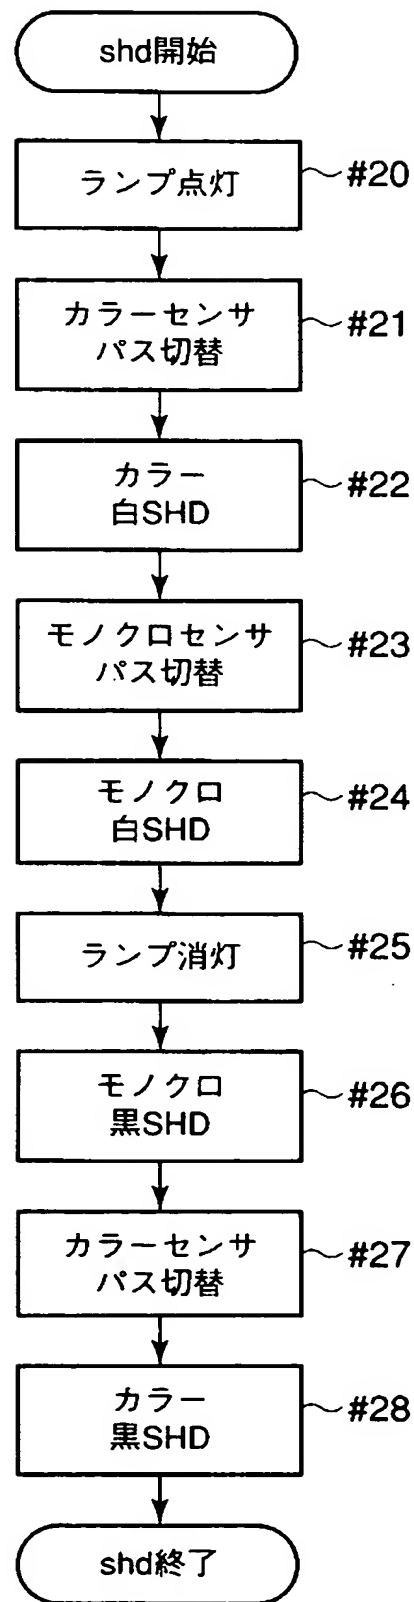 shd開始
ランプ点灯
#20
カラーセンサ
パス切替
#21
カラー
白SHD
#22
モノクロセンサ
パス切替
#23
モノクロ
白SHD
#24
ランプ消灯
#25
モノクロ
黒SHD
#26
カラーセンサ
パス切替
#27
カラー
黒SHD
#28
shd終了